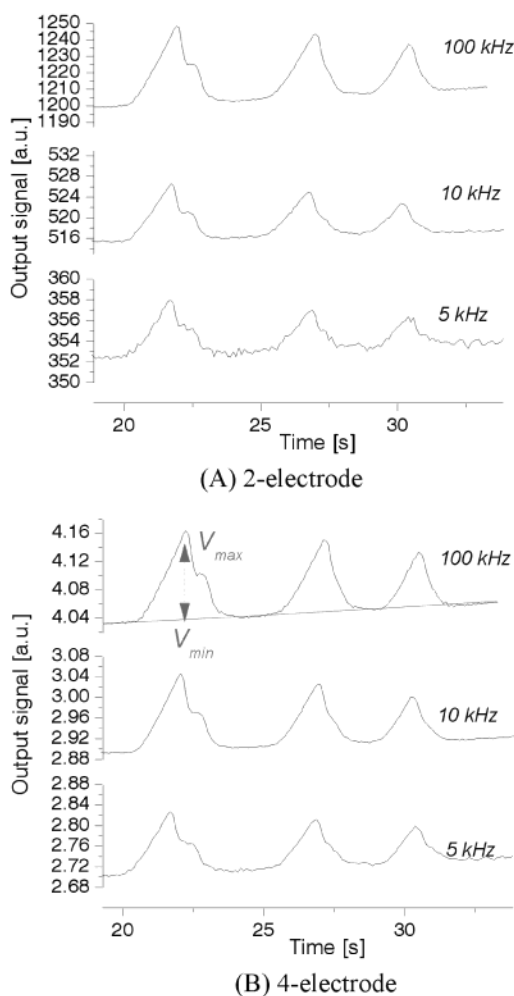 Output signal [a.u.]
1250
1240
1230
1220
1210
1200
1190
100 kHz
532
528
524
520
516
10 kHz
360
358
356
354
352
350
5 kHz
20 25 30
Time [s]
(A) 2-electrode
Output signal [a.u.]
4.16
4.12
4.08
4.04
V max
V min
100 kHz
3.08
3.04
3.00
2.96
2.92
2.88
10 kHz
2.88
2.84
2.80
2.76
2.72
2.68
5 kHz
20 25 30
Time [s]
(B) 4-electrode